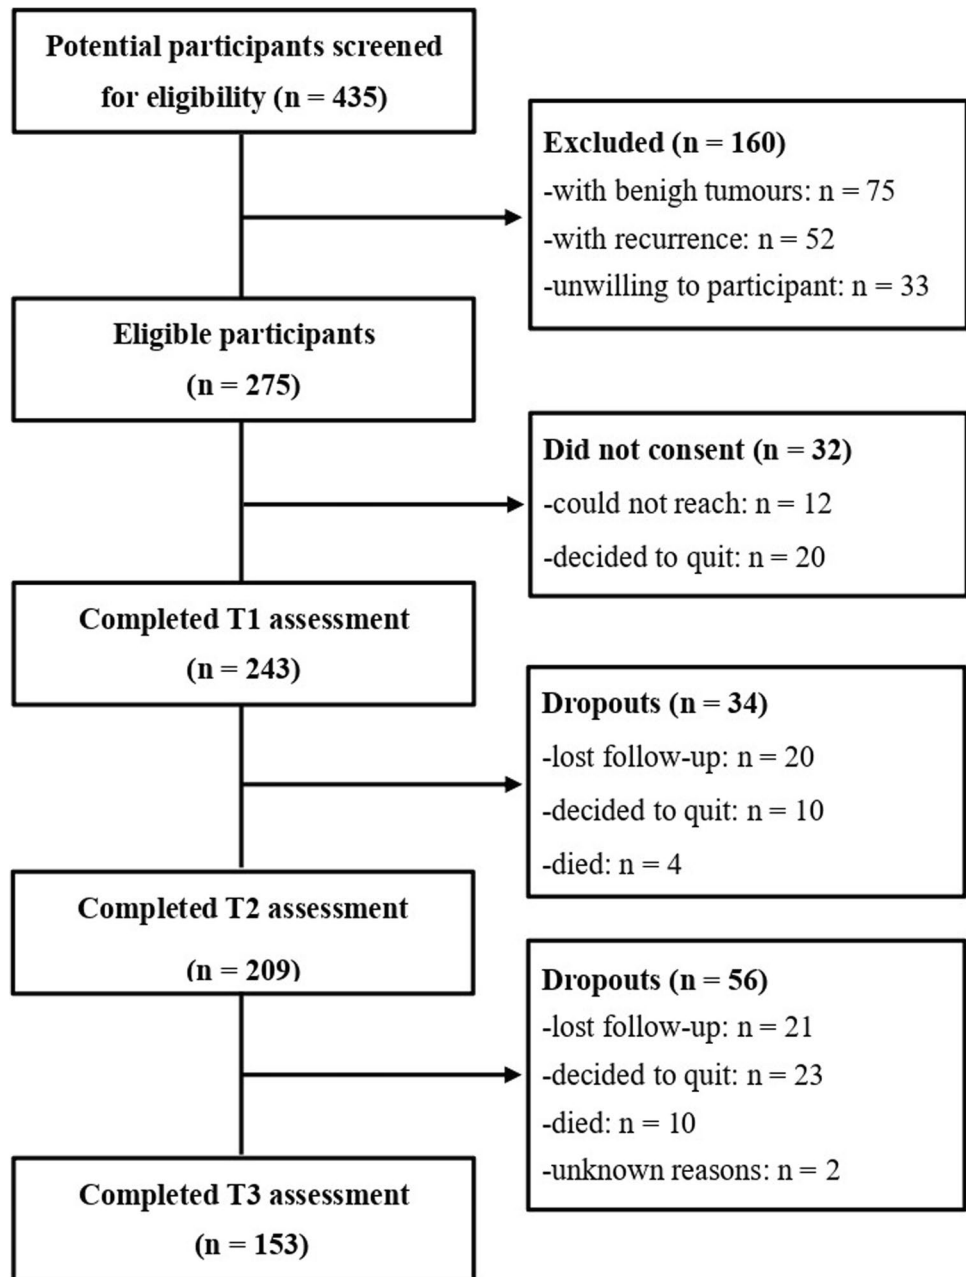 Potential participants screened
for eligibility (n = 435)
Excluded (n = 160)
-with benigh tumours: n = 75
-with recurrence: n = 52
-unwilling to participant: n = 33
Eligible participants
(n = 275)
Did not consent (n = 32)
-could not reach: n = 12
-decided to quit: n = 20
Completed T1 assessment
(n = 243)
Dropouts (n = 34)
-lost follow-up: n = 20
-decided to quit: n = 10
-died: n = 4
Completed T2 assessment
(n = 209)
Dropouts (n = 56)
-lost follow-up: n = 21
-decided to quit: n = 23
-died: n = 10
-unknown reasons: n = 2
Completed T3 assessment
(n = 153)